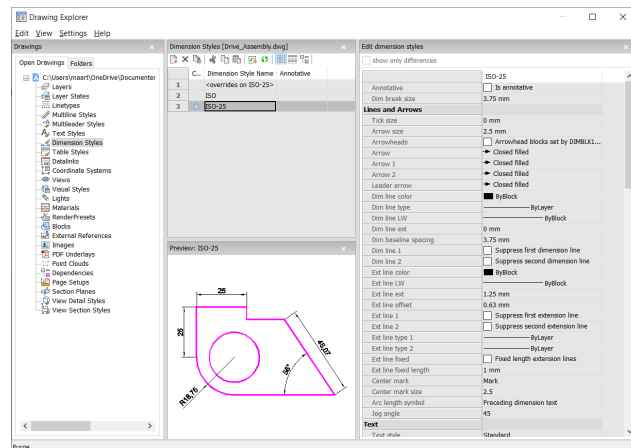 Drawing Explorer
Edit View Settings Help
Drawings
Open Drawings Folders
C:\Users\maart\OneDrive\Documenter
Layers
Layer States
Linetypes
Multiline Styles
Multileader Styles
Text Styles
Dimension Styles
Table Styles
Datalinks
Coordinate Systems
Views
Visual Styles
Lights
Materials
RenderPresets
Blocks
External References
Images
PDF Underlays
Point Clouds
Dependencies
Page Setups
Section Planes
View Detail Styles
View Section Styles
Dimension Styles [Drive_Assembly.dwg]
C... Dimension Style Name Annotative
1 <overrides on ISO-25>
2 ISO
3 ISO-25
Preview: ISO-25
25
25
45,07
56°
R18,76
Edit dimension styles
show only differences
ISO-25
Annotative Is annotative
Dim break size 3.75 mm
Lines and Arrows
Tick size 0 mm
Arrow size 2.5 mm
Arrowheads Arrowhead blocks set by DIMBLK1...
Arrow Closed filled
Arrow 1 Closed filled
Arrow 2 Closed filled
Leader arrow Closed filled
Dim line color ByBlock
Dim line type ByLayer
Dim line LW ByBlock
Dim line ext 0 mm
Dim baseline spacing 3.75 mm
Dim line 1 Suppress first dimension line
Dim line 2 Suppress second dimension line
Ext line color ByBlock
Ext line LW ByBlock
Ext line ext 1.25 mm
Ext line offset 0.63 mm
Ext line 1 Suppress first extension line
Ext line 2 Suppress second extension line
Ext line type 1 ByLayer
Ext line type 2 ByLayer
Ext line fixed Fixed length extension lines
Ext line fixed length 1 mm
Center mark Mark
Center mark size 2.5
Arc length symbol Preceding dimension text
Jog angle 45
Text
Text style Standard
Purge